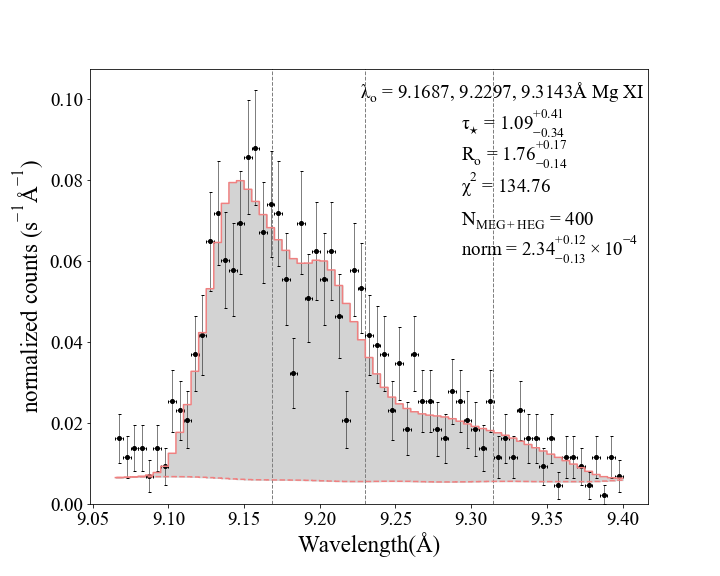 λₒ = 9.1687, 9.2297, 9.3143Å Mg XI
τ⋆ = 1.09^{+0.41}_{−0.34}
Rₒ = 1.76^{+0.17}_{−0.14}
χ² = 134.76
N_{MEG+HEG} = 400
norm = 2.34^{+0.12}_{−0.13} × 10⁻⁴
normalized counts (s⁻¹ Å⁻¹)
0.10
0.08
0.06
0.04
0.02
0.00
9.05 9.10 9.15 9.20 9.25 9.30 9.35 9.40
Wavelength(Å)